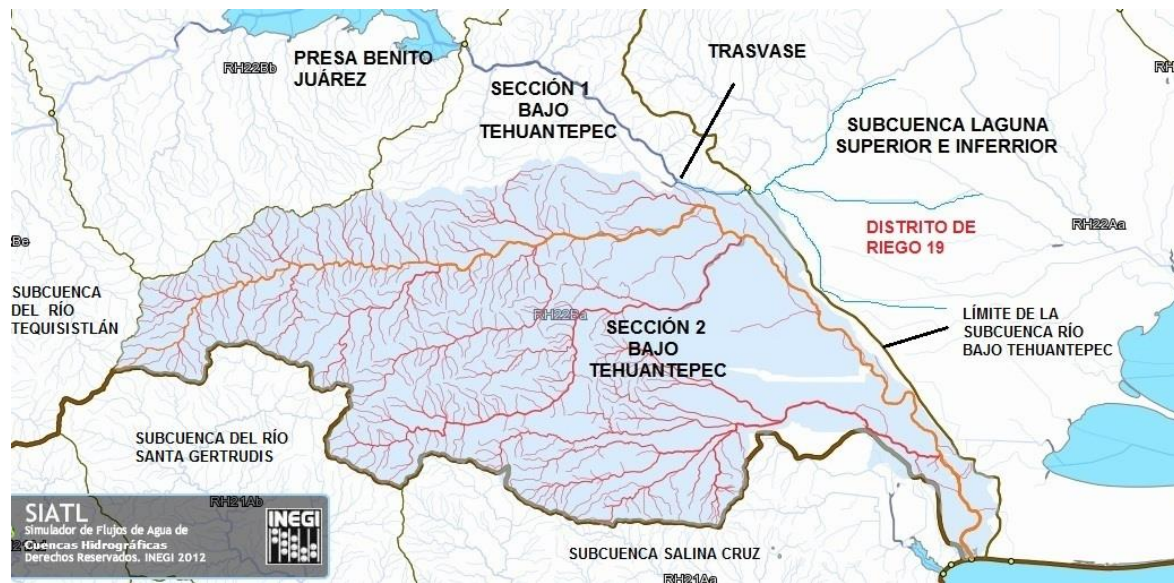 PRESA BENITO
JUÁREZ
RH22Bb
SECCIÓN 1
BAJO
TEHUANTEPEC
TRASVASE
SUBCUENCA LAGUNA
SUPERIOR E INFERRIOR
DISTRITO DE
RIEGO 19
RH22Aa
Be
SUBCUENCA
DEL RÍO
TEQUISISTLÁN
RH22Ba
SECCIÓN 2
BAJO
TEHUANTEPEC
LÍMITE DE LA
SUBCUENCA RÍO
BAJO TEHUANTEPEC
SUBCUENCA DEL RÍO
SANTA GERTRUDIS
RH21Ab
SIATL
Simulador de Flujos de Agua de
Cuencas Hidrográficas
Derechos Reservados. INEGI 2012
INEGI
SUBCUENCA SALINA CRUZ
RH21Aa